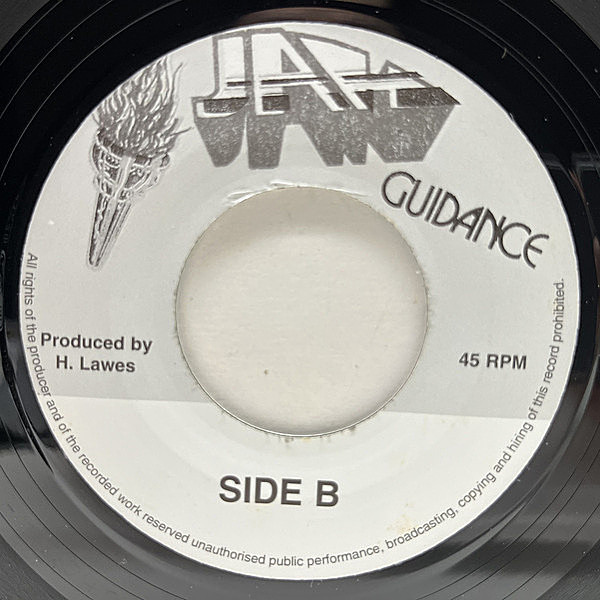 JAH
GUIDANCE
Produced by
H. Lawes
45 RPM
SIDE B
All rights of the producer and of the recorded work reserved unauthorised public performance, broadcasting, copying and hiring of this record prohibited.